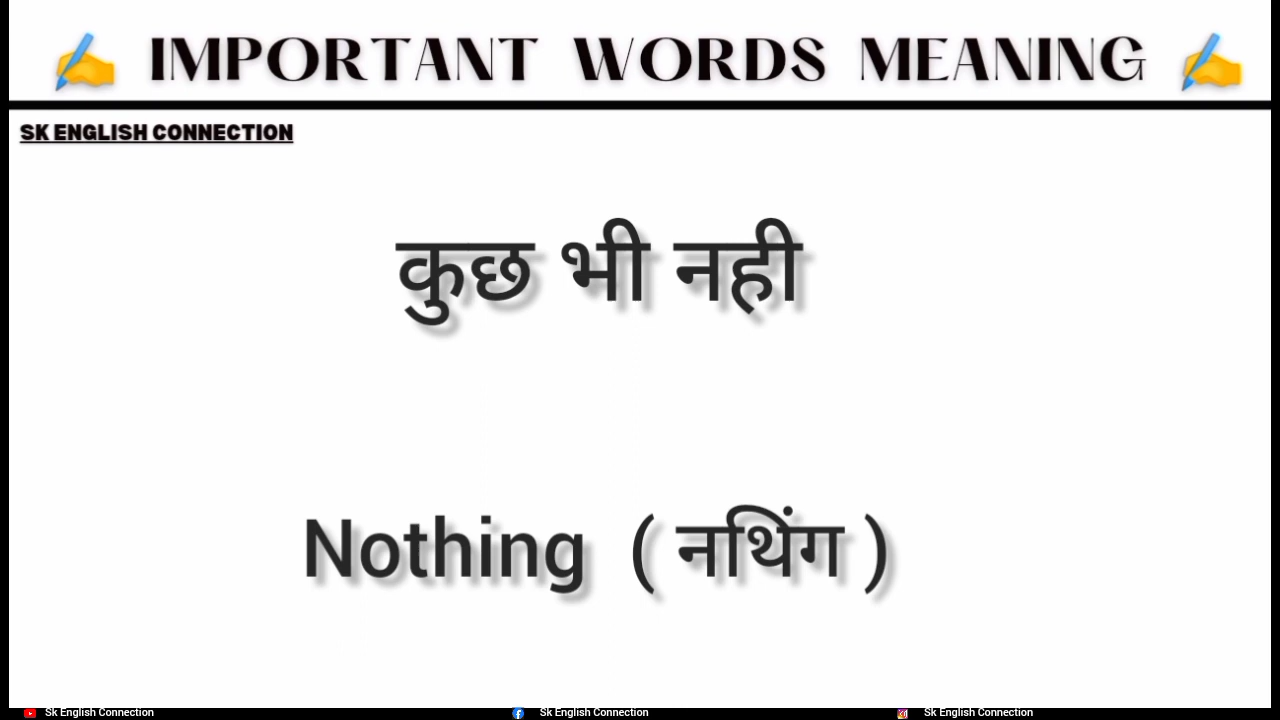 ✍️ IMPORTANT WORDS MEANING ✍️
SK ENGLISH CONNECTION
कुछ भी नही
Nothing ( नथिंग )
Sk English Connection Sk English Connection Sk English Connection